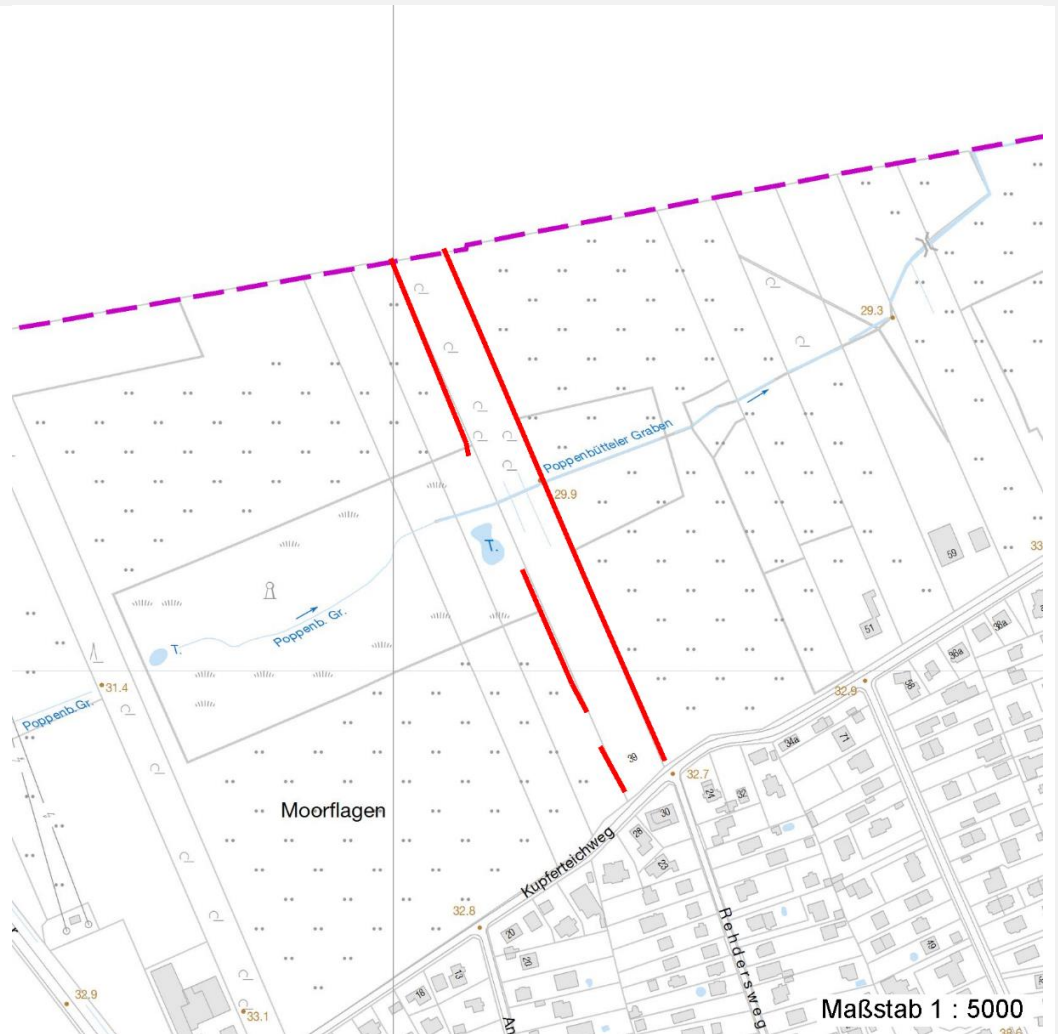 29.3
Poppenbütteler Graben
29.9
T.
59
33
51
Poppenb. Gr.
T.
38a
36a
31.4
58
32.9
Poppenb.Gr.
71
34a
39
32.7
24
32
Moorflagen
30
28
Kupferteichweg
23
32.8
20
Rehdersweg
20
49
13
18
32.9
33.1
An
Maßstab 1 : 5000